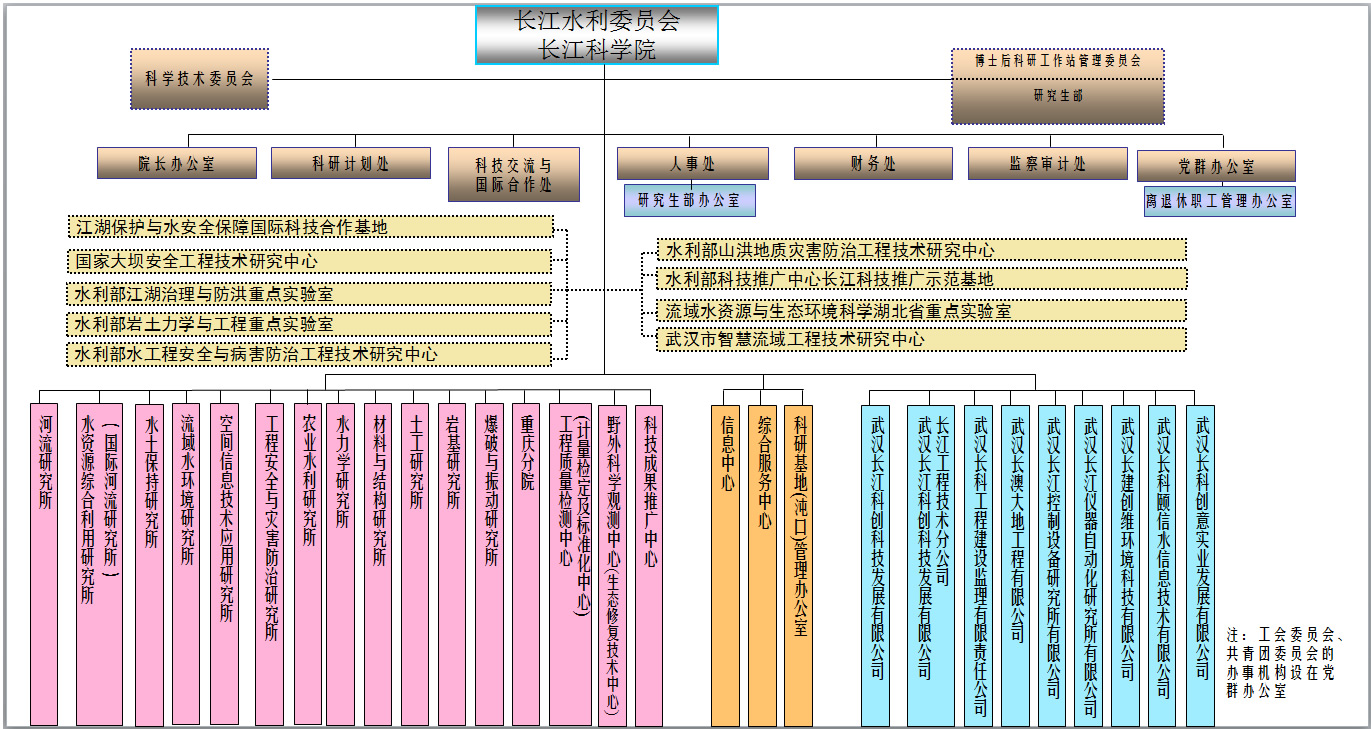 长江水利委员会
长江科学院
科学技术委员会
博士后科研工作站管理委员会
研究生部
院长办公室
科研计划处
科技交流与
国际合作处
人事处
财务处
监察审计处
党群办公室
研究生部办公室
离退休职工管理办公室
江湖保护与水安全保障国际科技合作基地
国家大坝安全工程技术研究中心
水利部江湖治理与防洪重点实验室
水利部岩土力学与工程重点实验室
水利部水工程安全与病害防治工程技术研究中心
水利部山洪地质灾害防治工程技术研究中心
水利部科技推广中心长江科技推广示范基地
流域水资源与生态环境科学湖北省重点实验室
武汉市智慧流域工程技术研究中心
河流研究所
水资源综合利用研究所
(国际河流研究所)
水土保持研究所
流域水环境研究所
空间信息技术应用研究所
工程安全与灾害防治研究所
农业水利研究所
水力学研究所
材料与结构研究所
土工研究所
岩基研究所
爆破与振动研究所
重庆分院
工程质量检测中心
(计量检定及标准化中心)
野外科学观测中心(生态修复技术中心)
科技成果推广中心
信息中心
综合服务中心
科研基地(沌口)管理办公室
武汉长江科创科技发展有限公司
武汉长江科创科技发展有限公司
长江工程技术分公司
武汉长科工程建设监理有限责任公司
武汉长澳大地工程有限公司
武汉长江控制设备研究所有限公司
武汉长江仪器自动化研究所有限公司
武汉长建创维环境科技有限公司
武汉长科颐信水信息技术有限公司
武汉长科创意实业发展有限公司
注：工会委员会、
共青团委员会的
办事机构设在党
群办公室